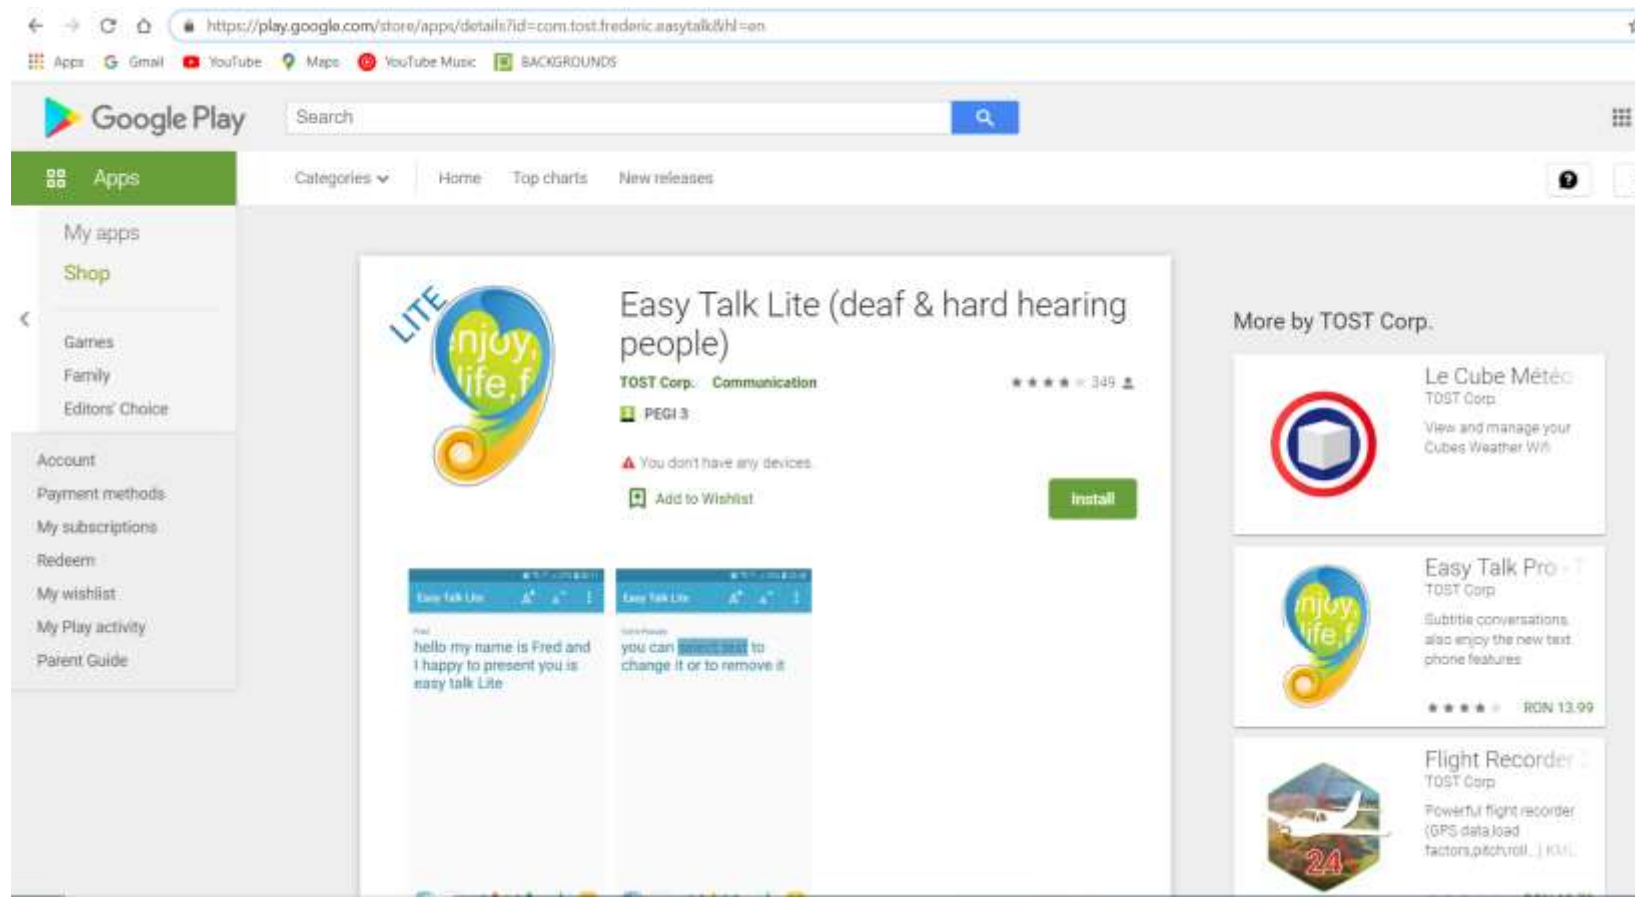 https://play.google.com/store/apps/details?id=com.tost.frederic.easytalk&hl=en
Apps Gmail YouTube Maps YouTube Music BACKGROUNDS
Google Play Search
Apps Categories Home Top charts New releases
My apps
Shop
Games
Family
Editors' Choice
Account
Payment methods
My subscriptions
Redeem
My wishlist
My Play activity
Parent Guide
LITE
enjoy,
life,f
Easy Talk Lite (deaf & hard hearing
people)
TOST Corp. Communication 349
PEGI 3
You don't have any devices.
Add to Wishlist
Install
Easy Talk Lite
Fred
hello my name is Fred and
I happy to present you is
easy talk Lite
Easy Talk Lite
you can select text to
change it or to remove it
More by TOST Corp.
Le Cube Météo
TOST Corp.
View and manage your
Cubes Weather Wifi
enjoy,
life,f
Easy Talk Pro -
TOST Corp.
Subtitle conversations,
also enjoy the new text
phone features
RON 13.99
Flight Recorder
TOST Corp.
Powerful flight recorder
(GPS data,load
factors,pitch,roll...) KML,
24